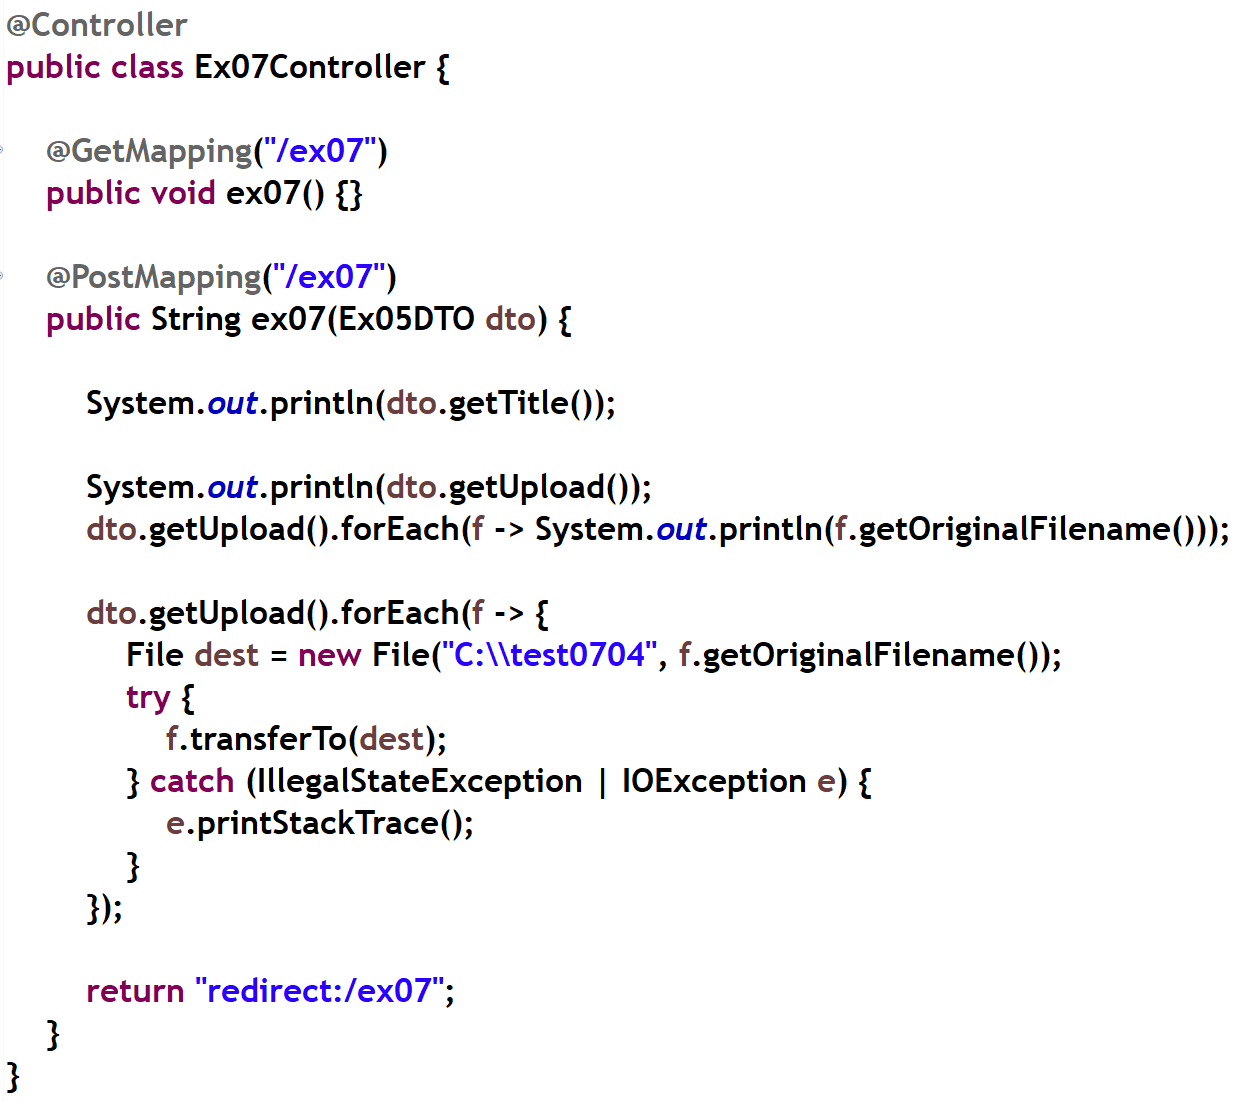 @Controller
public class Ex07Controller {
@GetMapping("/ex07")
public void ex07() {}
@PostMapping("/ex07")
public String ex07(Ex05DTO dto) {
System.out.println(dto.getTitle());
System.out.println(dto.getUpload());
dto.getUpload().forEach(f -> System.out.println(f.getOriginalFilename()));
dto.getUpload().forEach(f -> {
File dest = new File("C:\\test0704", f.getOriginalFilename());
try {
f.transferTo(dest);
} catch (IllegalStateException | IOException e) {
e.printStackTrace();
}
});
return "redirect:/ex07";
}
}